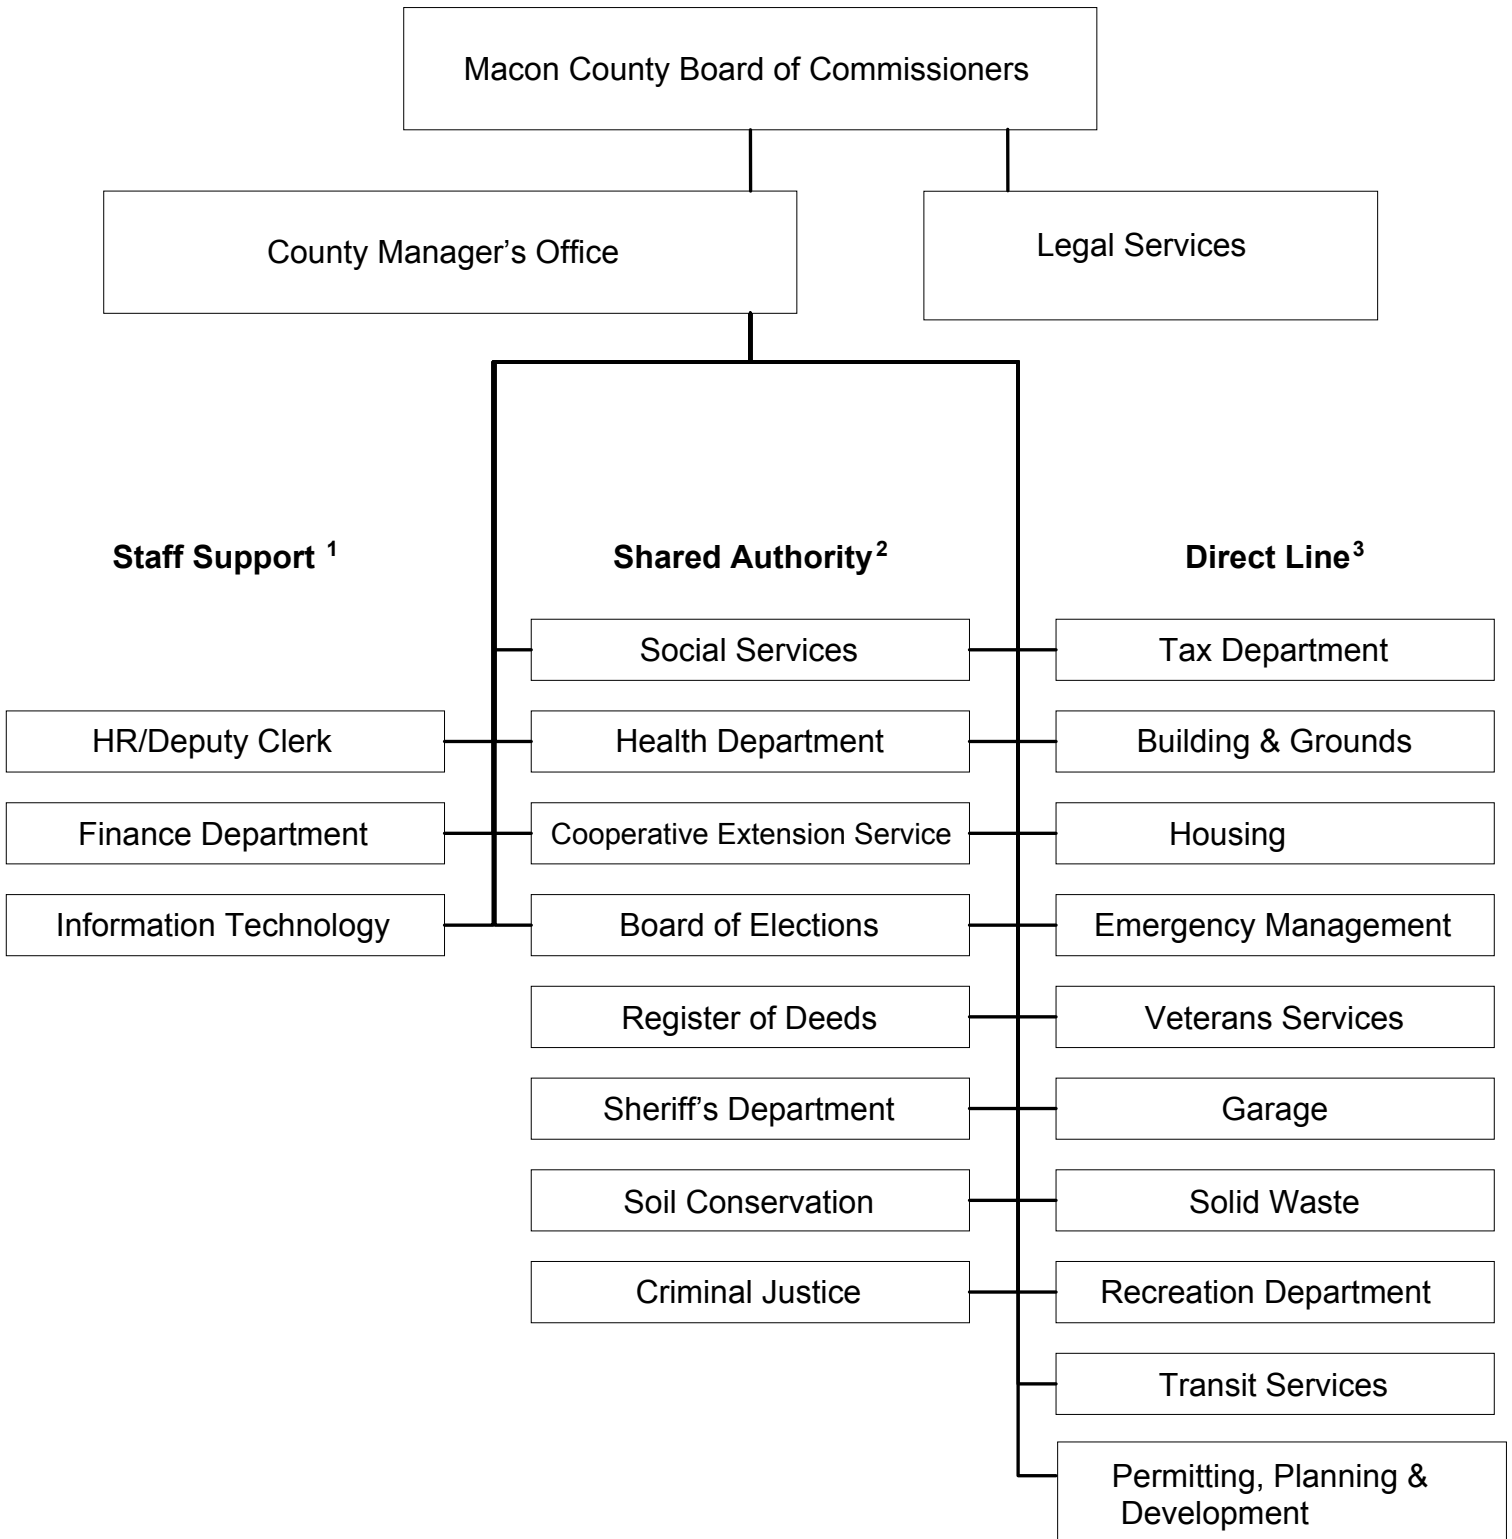 Macon County Board of Commissioners
County Manager’s Office
Legal Services
Staff Support 1
Shared Authority 2
Direct Line 3
Social Services
Tax Department
HR/Deputy Clerk
Health Department
Building & Grounds
Finance Department
Cooperative Extension Service
Housing
Information Technology
Board of Elections
Emergency Management
Register of Deeds
Veterans Services
Sheriff’s Department
Garage
Soil Conservation
Solid Waste
Criminal Justice
Recreation Department
Transit Services
Permitting, Planning &
Development